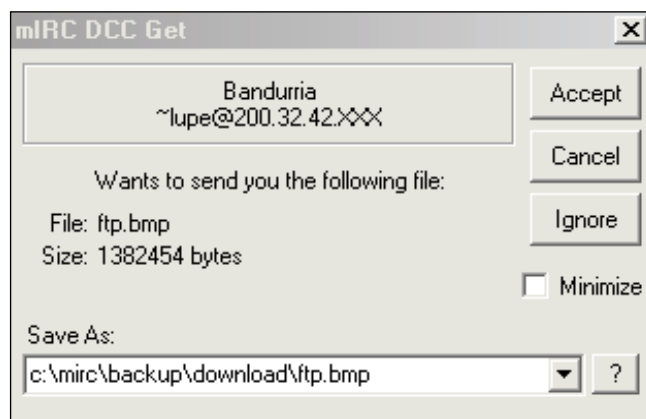 mIRC DCC Get
Bandurria
~lupe@200.32.42.XXX
Accept
Cancel
Ignore
Wants to send you the following file:
File: ftp.bmp
Size: 1382454 bytes
Minimize
Save As:
c:\mirc\backup\download\ftp.bmp
?